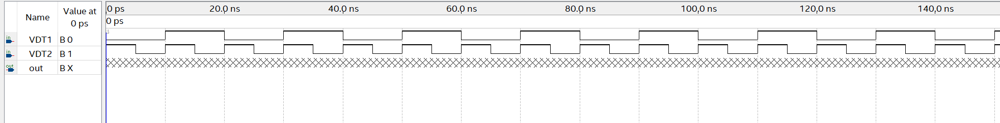 Name
Value at
0 ps
0 ps 20.0 ns 40.0 ns 60.0 ns 80.0 ns 100.0 ns 120.0 ns 140.0 ns
0 ps
in VDT1 B 0
in VDT2 B 1
out out B X